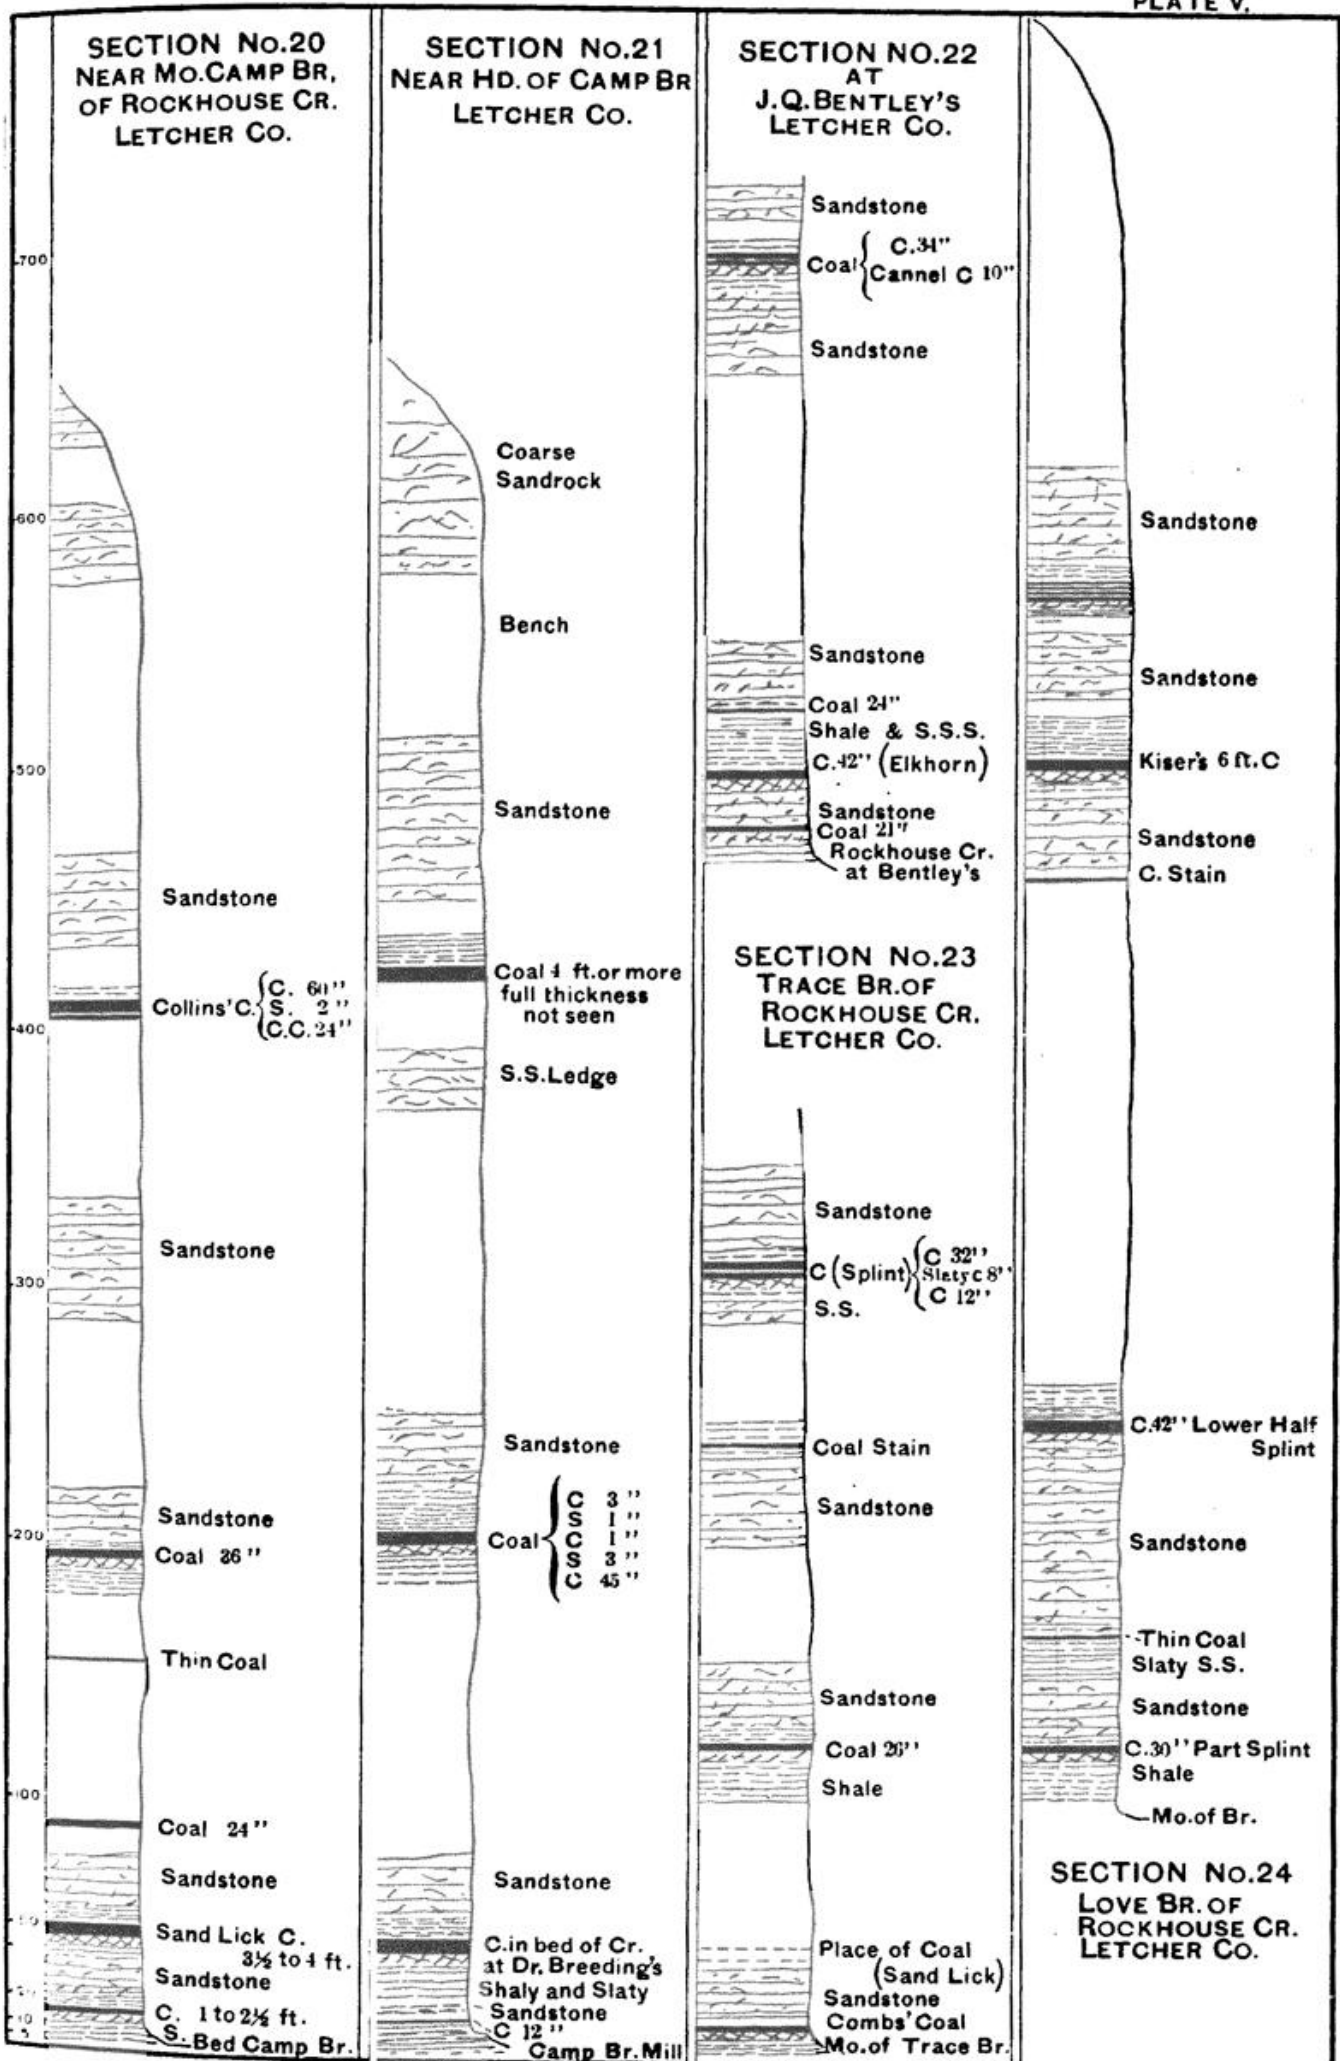 PLATE V.
SECTION No.20
NEAR MO.CAMP BR,
OF ROCKHOUSE CR.
LETCHER CO.
700
600
500
400
300
200
100
50
10
5
Sandstone
Collins' C. { C. 60"
S. 2"
C.C. 24"
Sandstone
Sandstone
Coal 36"
Thin Coal
Coal 24"
Sandstone
Sand Lick C.
3½ to 4 ft.
Sandstone
C. 1 to 2½ ft.
S.
Bed Camp Br.
SECTION No.21
NEAR HD. OF CAMP BR
LETCHER CO.
Coarse
Sandrock
Bench
Sandstone
Coal 4 ft. or more
full thickness
not seen
S.S. Ledge
Sandstone
Coal { C 3"
S 1"
C 1"
S 3"
C 45"
Sandstone
C. in bed of Cr.
at Dr. Breeding's
Shaly and Slaty
Sandstone
C 12"
Camp Br. Mill
SECTION NO.22
AT
J.Q. BENTLEY'S
LETCHER CO.
Sandstone
Coal { C. 34"
Cannel C 10"
Sandstone
Sandstone
Coal 24"
Shale & S.S.S.
C. 42" (Elkhorn)
Sandstone
Coal 21"
Rockhouse Cr.
at Bentley's
SECTION No.23
TRACE BR. OF
ROCKHOUSE CR.
LETCHER CO.
Sandstone
C (Splint) { C 32"
Slaty C 8"
C 12"
S.S.
Coal Stain
Sandstone
Sandstone
Coal 26"
Shale
Place of Coal
(Sand Lick)
Sandstone
Combs' Coal
Mo. of Trace Br.
Sandstone
Sandstone
Kiser's 6 ft. C
Sandstone
C. Stain
C. 42" Lower Half
Splint
Sandstone
Thin Coal
Slaty S.S.
Sandstone
C. 30" Part Splint
Shale
Mo. of Br.
SECTION No.24
LOVE BR. OF
ROCKHOUSE CR.
LETCHER CO.